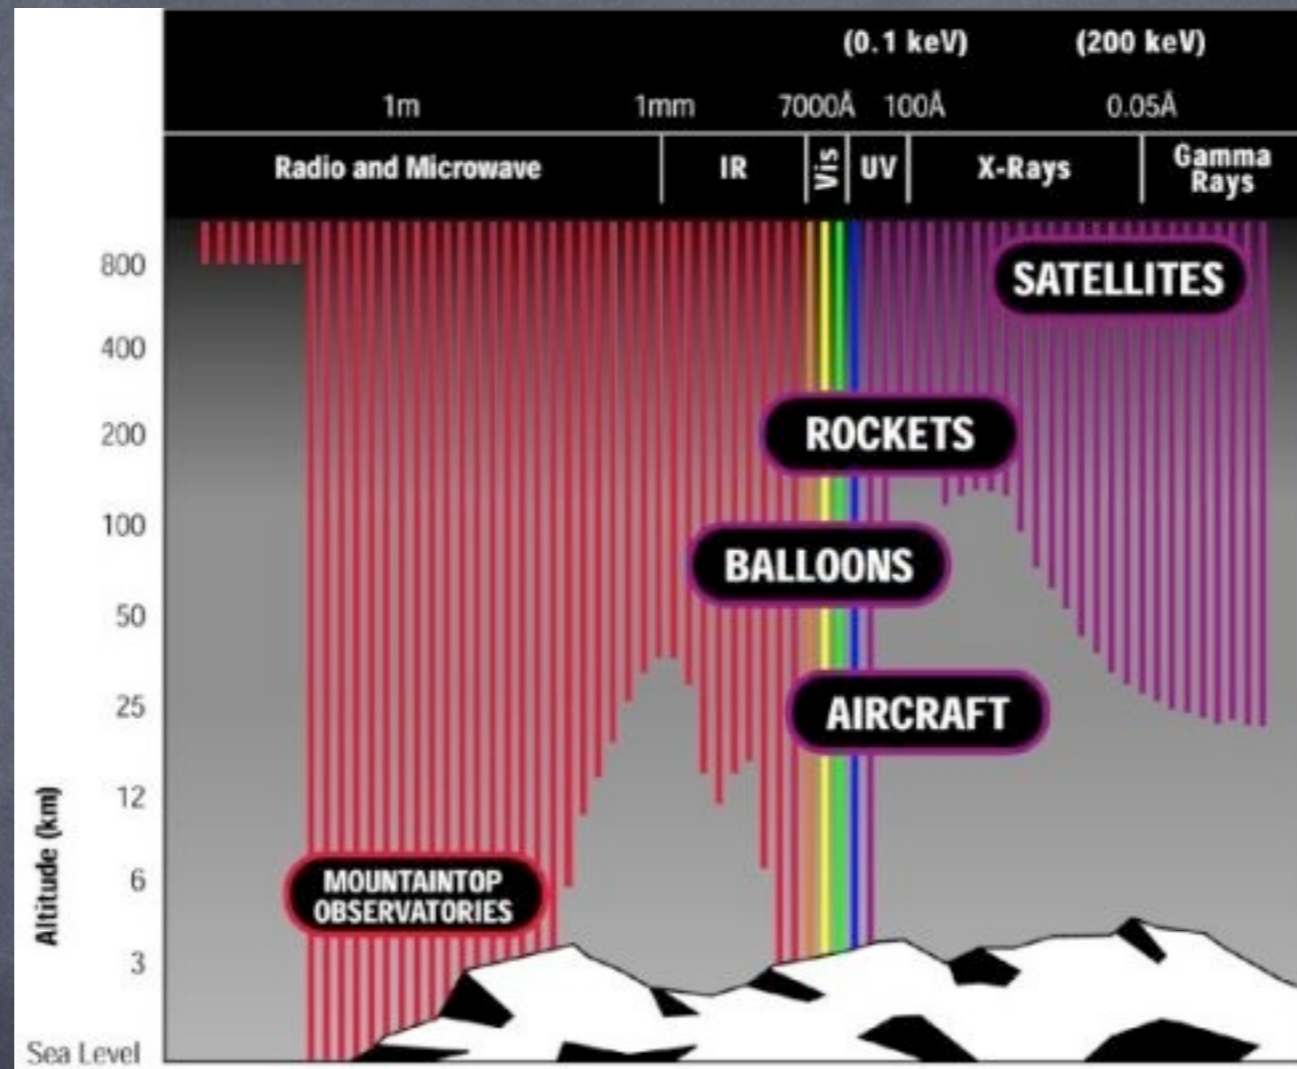 (0.1 keV) (200 keV)
1m 1mm 7000Å 100Å 0.05Å
Radio and Microwave IR Vis UV X-Rays Gamma
Rays
800
SATELLITES
400
200
ROCKETS
100
BALLOONS
50
25
AIRCRAFT
12
6
MOUNTAINTOP
OBSERVATORIES
3
Sea Level
Altitude (km)